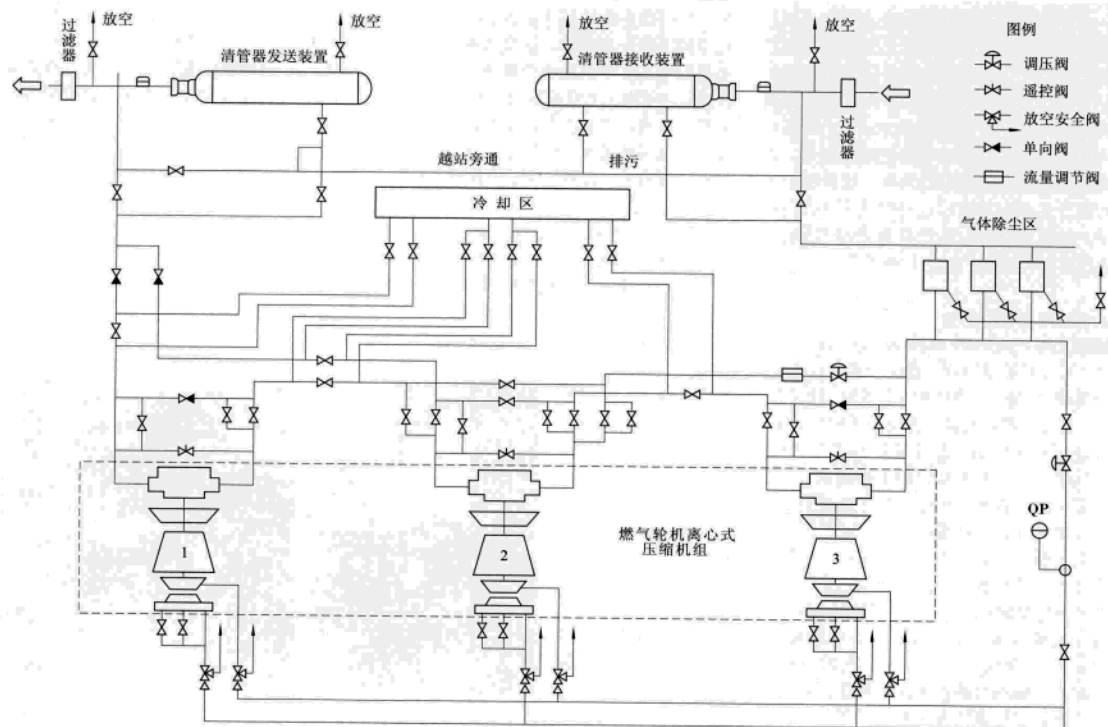 放空
放空
放空
放空
图例
过滤器
清管器发送装置
清管器接收装置
调压阀
遥控阀
放空安全阀
过滤器
越站旁通
排污
单向阀
冷却区
流量调节阀
气体除尘区
QP
燃气轮机离心式
压缩机组
1
2
3